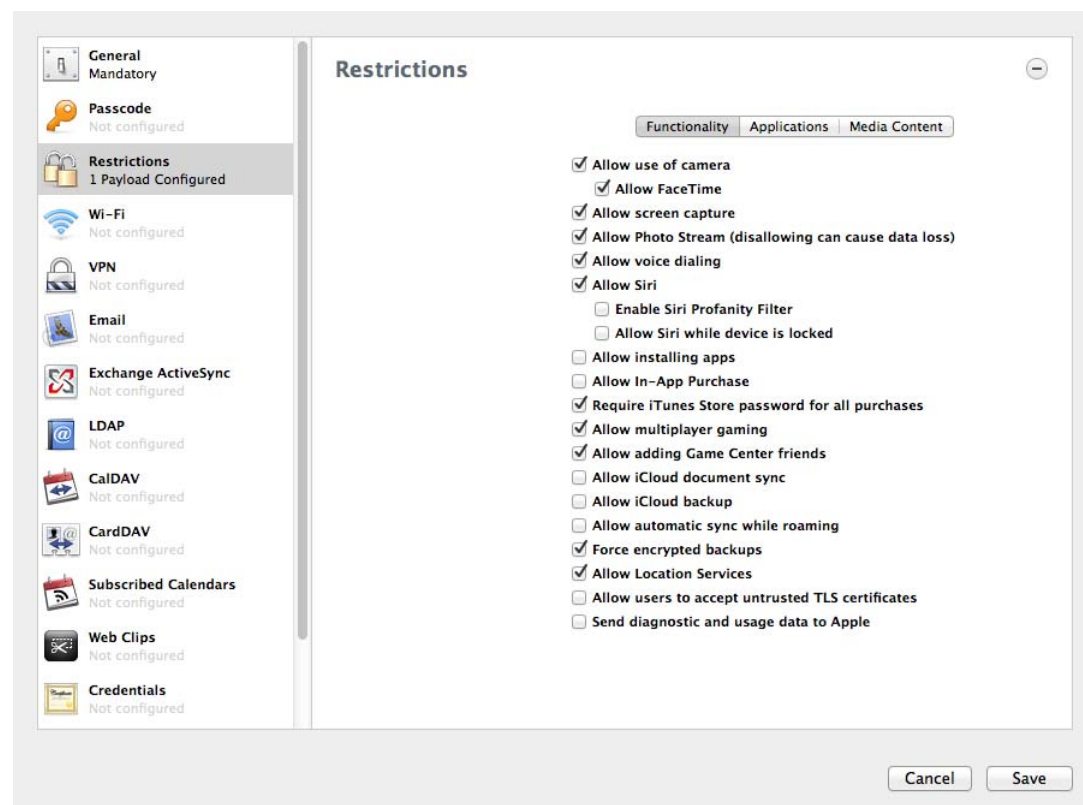 General
Mandatory
Passcode
Not configured
Restrictions
1 Payload Configured
Wi-Fi
Not configured
VPN
Not configured
Email
Not configured
Exchange ActiveSync
Not configured
LDAP
Not configured
CalDAV
Not configured
CardDAV
Not configured
Subscribed Calendars
Not configured
Web Clips
Not configured
Credentials
Not configured
Restrictions
Functionality Applications Media Content
Allow use of camera
Allow FaceTime
Allow screen capture
Allow Photo Stream (disallowing can cause data loss)
Allow voice dialing
Allow Siri
Enable Siri Profanity Filter
Allow Siri while device is locked
Allow installing apps
Allow In-App Purchase
Require iTunes Store password for all purchases
Allow multiplayer gaming
Allow adding Game Center friends
Allow iCloud document sync
Allow iCloud backup
Allow automatic sync while roaming
Force encrypted backups
Allow Location Services
Allow users to accept untrusted TLS certificates
Send diagnostic and usage data to Apple
Cancel Save